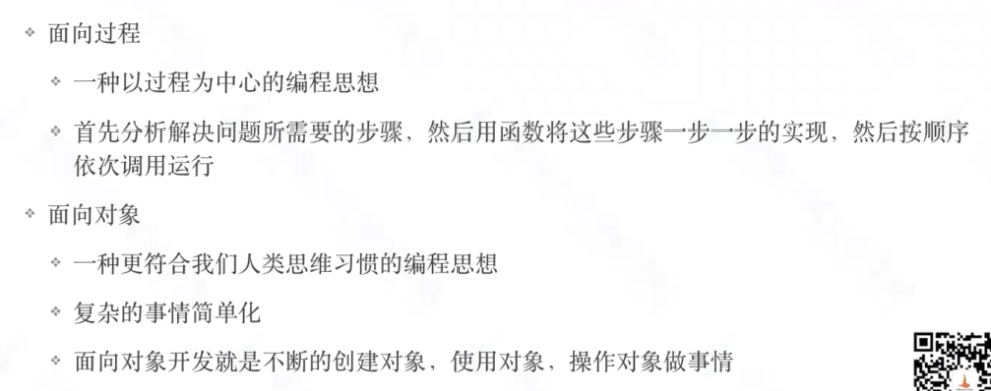 面向过程
一种以过程为中心的编程思想
首先分析解决问题所需要的步骤，然后用函数将这些步骤一步一步的实现，然后按顺序
依次调用运行
面向对象
一种更符合我们人类思维习惯的编程思想
复杂的事情简单化
面向对象开发就是不断的创建对象，使用对象，操作对象做事情